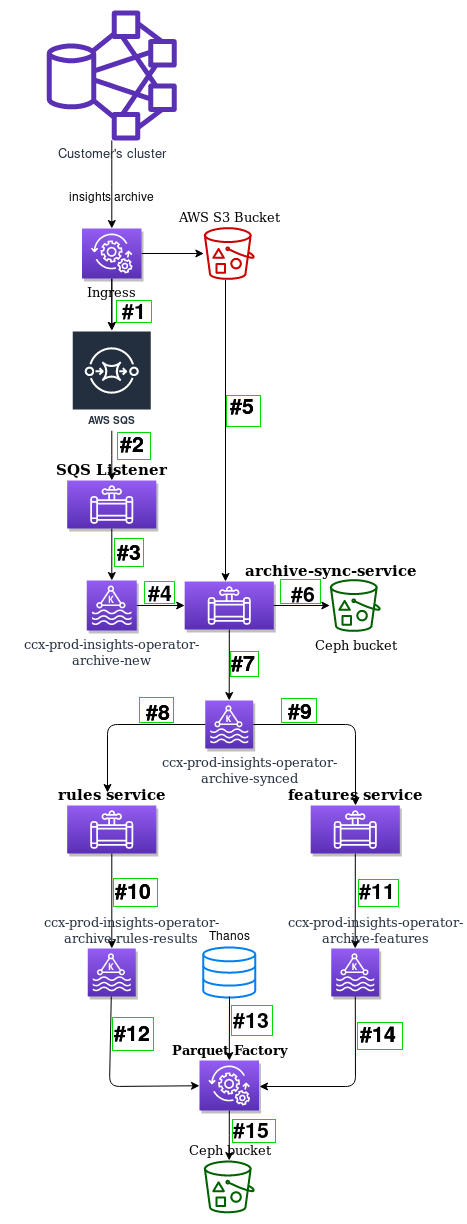 Customer's cluster
insights archive
AWS S3 Bucket
Ingress
#1
AWS SQS
#5
#2
SQS Listener
#3
archive-sync-service
#4
#6
ccx-prod-insights-operator-
archive-new
Ceph bucket
#7
#8
#9
K
K
ccx-prod-insights-operator-
archive-synced
rules service
features service
#10
#11
ccx-prod-insights-operator-
archive-rules-results
Thanos
ccx-prod-insights-operator-
archive-features
K
K
#12
#13
#14
Parquet Factory
#15
Ceph bucket